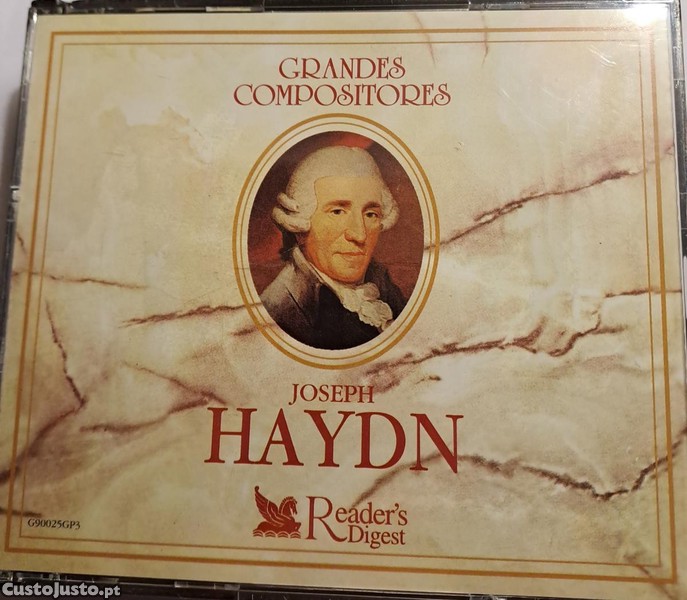 GRANDES
COMPOSITORES
JOSEPH
HAYDN
Reader's
Digest
G90025GP3
CustoJusto.pt